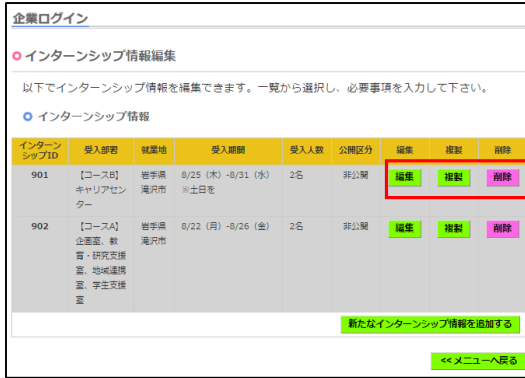 企業ログイン
インターンシップ情報編集
以下でインターンシップ情報を編集できます。一覧から選択し、必要事項を入力して下さい。
インターンシップ情報
インターン
シップID
受入部署
就業地
受入期間
受入人数
公開区分
編集
複製
削除
901
【コースB】
キャリアセン
ター
岩手県
滝沢市
8/25（木）-8/31（水）
※土日を
2名
非公開
編集
複製
削除
902
【コースA】
企画室、教
育・研究支援
室、地域連携
室、学生支援
室
岩手県
滝沢市
8/22（月）-8/26（金）
2名
非公開
編集
複製
削除
新たなインターンシップ情報を追加する
<<メニューへ戻る